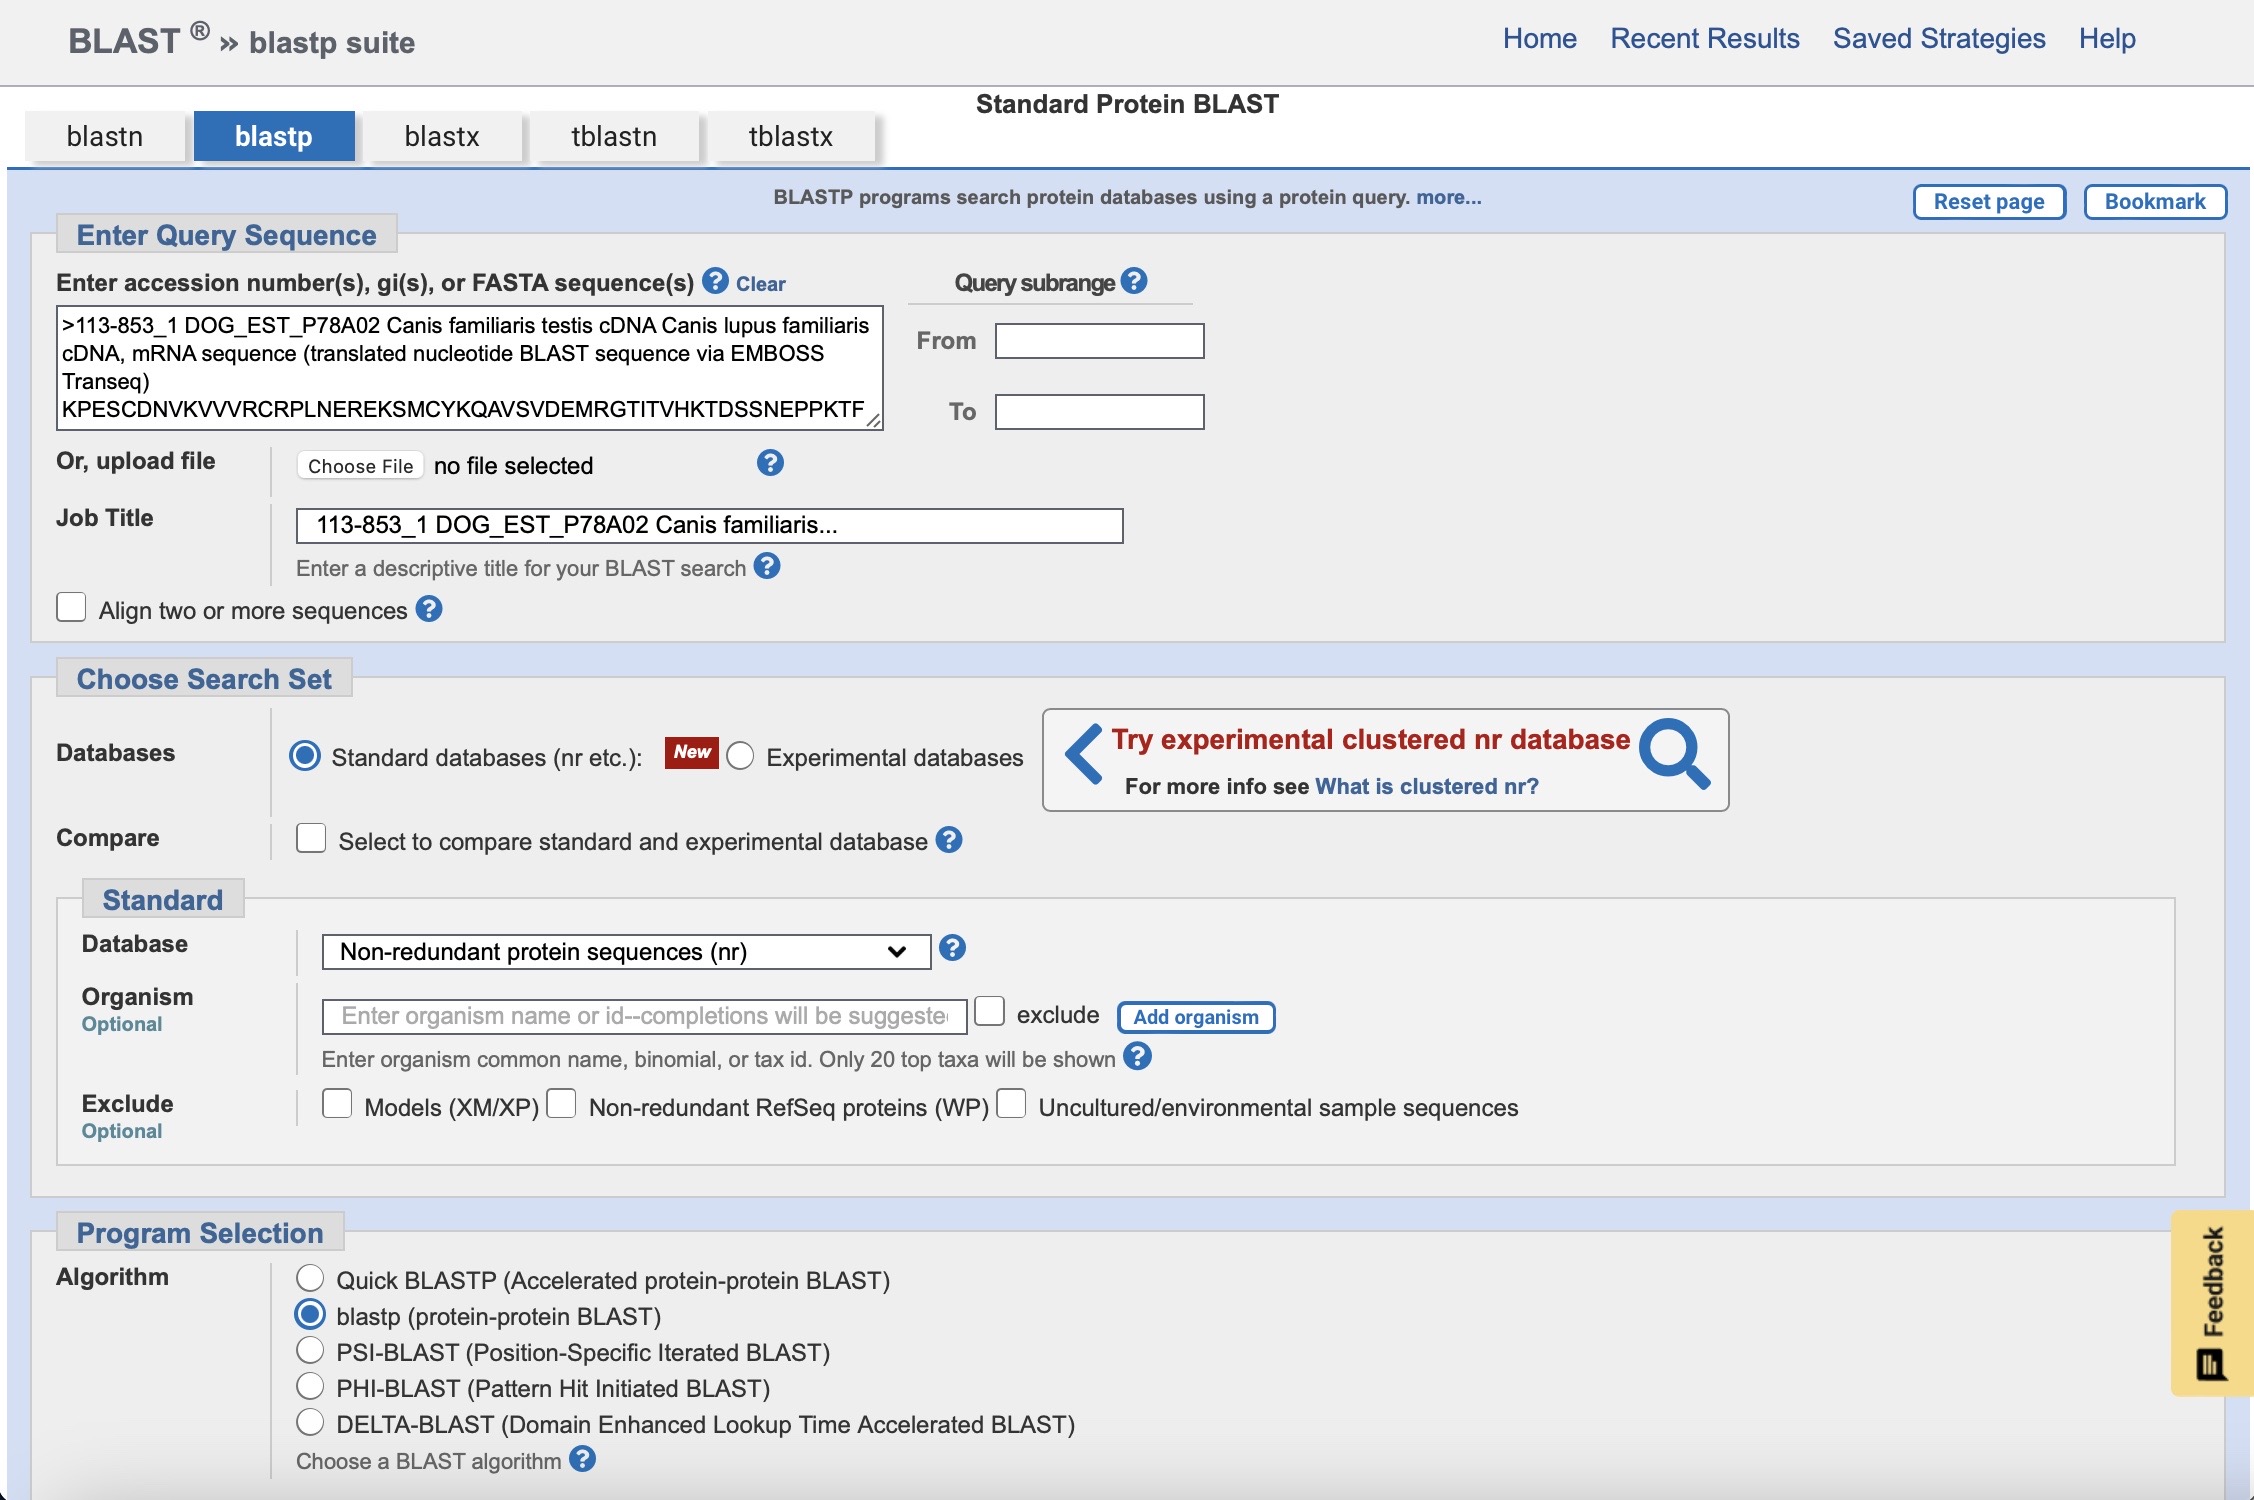 BLAST ® » blastp suite
Home Recent Results Saved Strategies Help
Standard Protein BLAST
blastn blastp blastx tblastn tblastx
BLASTP programs search protein databases using a protein query. more...
Reset page Bookmark
Enter Query Sequence
Enter accession number(s), gi(s), or FASTA sequence(s) ? Clear
Query subrange ?
>113-853_1 DOG_EST_P78A02 Canis familiaris testis cDNA Canis lupus familiaris
cDNA, mRNA sequence (translated nucleotide BLAST sequence via EMBOSS
Transeq)
KPESCDNVKVVVRCRPLNEREKSMCYKQAVSVDEMRGTITVHKTDSSNEPPKTF
From
To
Or, upload file Choose File no file selected ?
Job Title 113-853_1 DOG_EST_P78A02 Canis familiaris...
Enter a descriptive title for your BLAST search ?
Align two or more sequences ?
Choose Search Set
Databases Standard databases (nr etc.): New Experimental databases
Try experimental clustered nr database
For more info see What is clustered nr?
Compare Select to compare standard and experimental database ?
Standard
Database Non-redundant protein sequences (nr) ?
Organism
Optional
Enter organism name or id--completions will be suggeste exclude Add organism
Enter organism common name, binomial, or tax id. Only 20 top taxa will be shown ?
Exclude
Optional
Models (XM/XP) Non-redundant RefSeq proteins (WP) Uncultured/environmental sample sequences
Program Selection
Algorithm
Quick BLASTP (Accelerated protein-protein BLAST)
blastp (protein-protein BLAST)
PSI-BLAST (Position-Specific Iterated BLAST)
PHI-BLAST (Pattern Hit Initiated BLAST)
DELTA-BLAST (Domain Enhanced Lookup Time Accelerated BLAST)
Choose a BLAST algorithm ?
Feedback